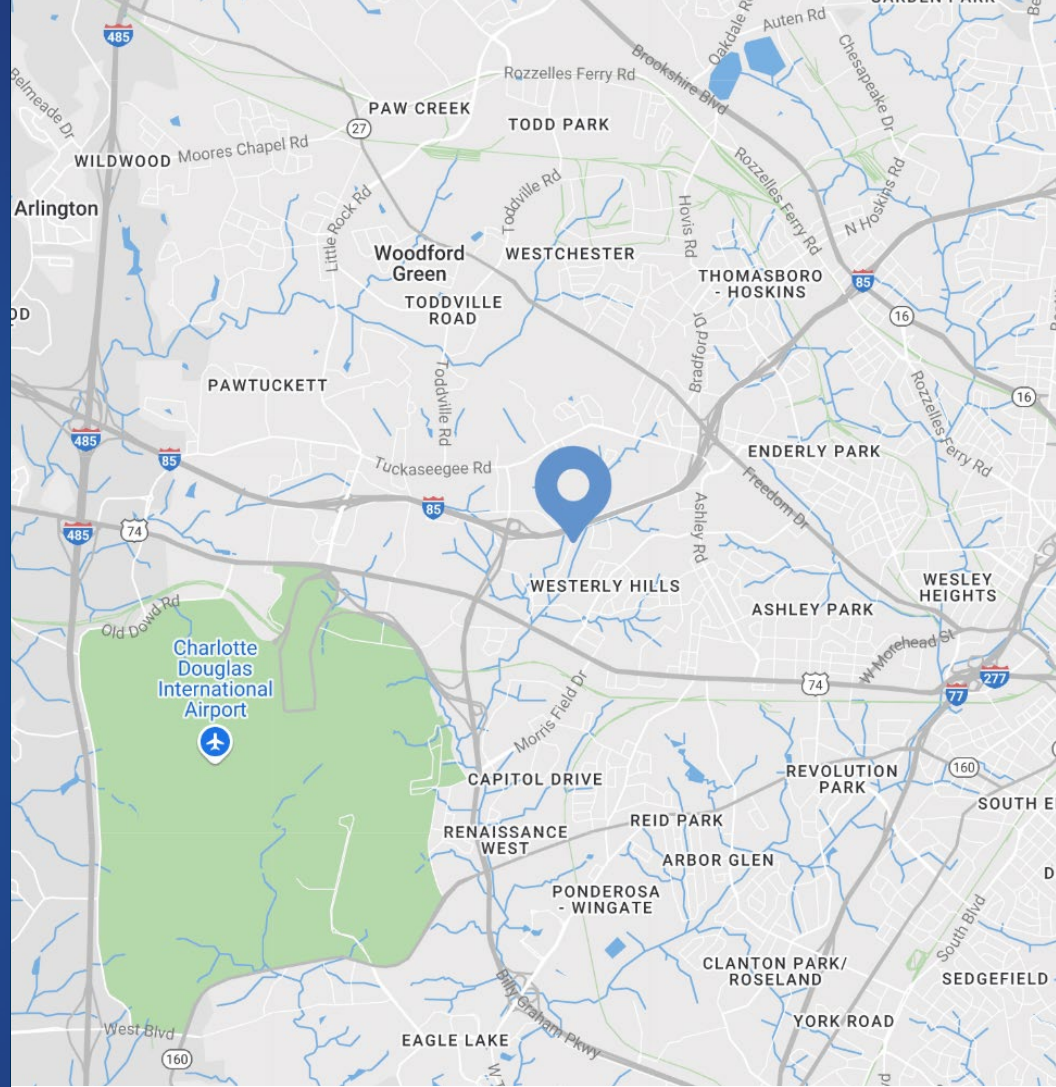 GARDEN PARK
485
Auten Rd
Oakdale Rd
Chesapeake Dr
Brookshire Blvd
Belmeade Dr
Rozzelles Ferry Rd
PAW CREEK
27
TODD PARK
WILDWOOD
Moores Chapel Rd
Rozzelles Ferry Rd
N Hoskins Rd
Toddville Rd
Hovis Rd
Little Rock Rd
Arlington
Woodford
Green
WESTCHESTER
THOMASBORO
- HOSKINS
85
TODDVILLE
ROAD
16
Bradford Dr
Toddville Rd
PAWTUCKETT
Rozzelles Ferry Rd
16
485
85
ENDERLY PARK
Tuckaseegee Rd
Freedom Dr
Ashley Rd
85
485
74
WESTERLY HILLS
WESLEY
HEIGHTS
ASHLEY PARK
Old Dowd Rd
W Morehead St
Charlotte
Douglas
International
Airport
74
77
277
Morris Field Dr
CAPITOL DRIVE
REVOLUTION
PARK
160
SOUTH E
REID PARK
RENAISSANCE
WEST
ARBOR GLEN
PONDEROSA
- WINGATE
South Blvd
CLANTON PARK/
ROSELAND
SEDGEFIELD
Billy Graham Pkwy
YORK ROAD
West Blvd
EAGLE LAKE
160